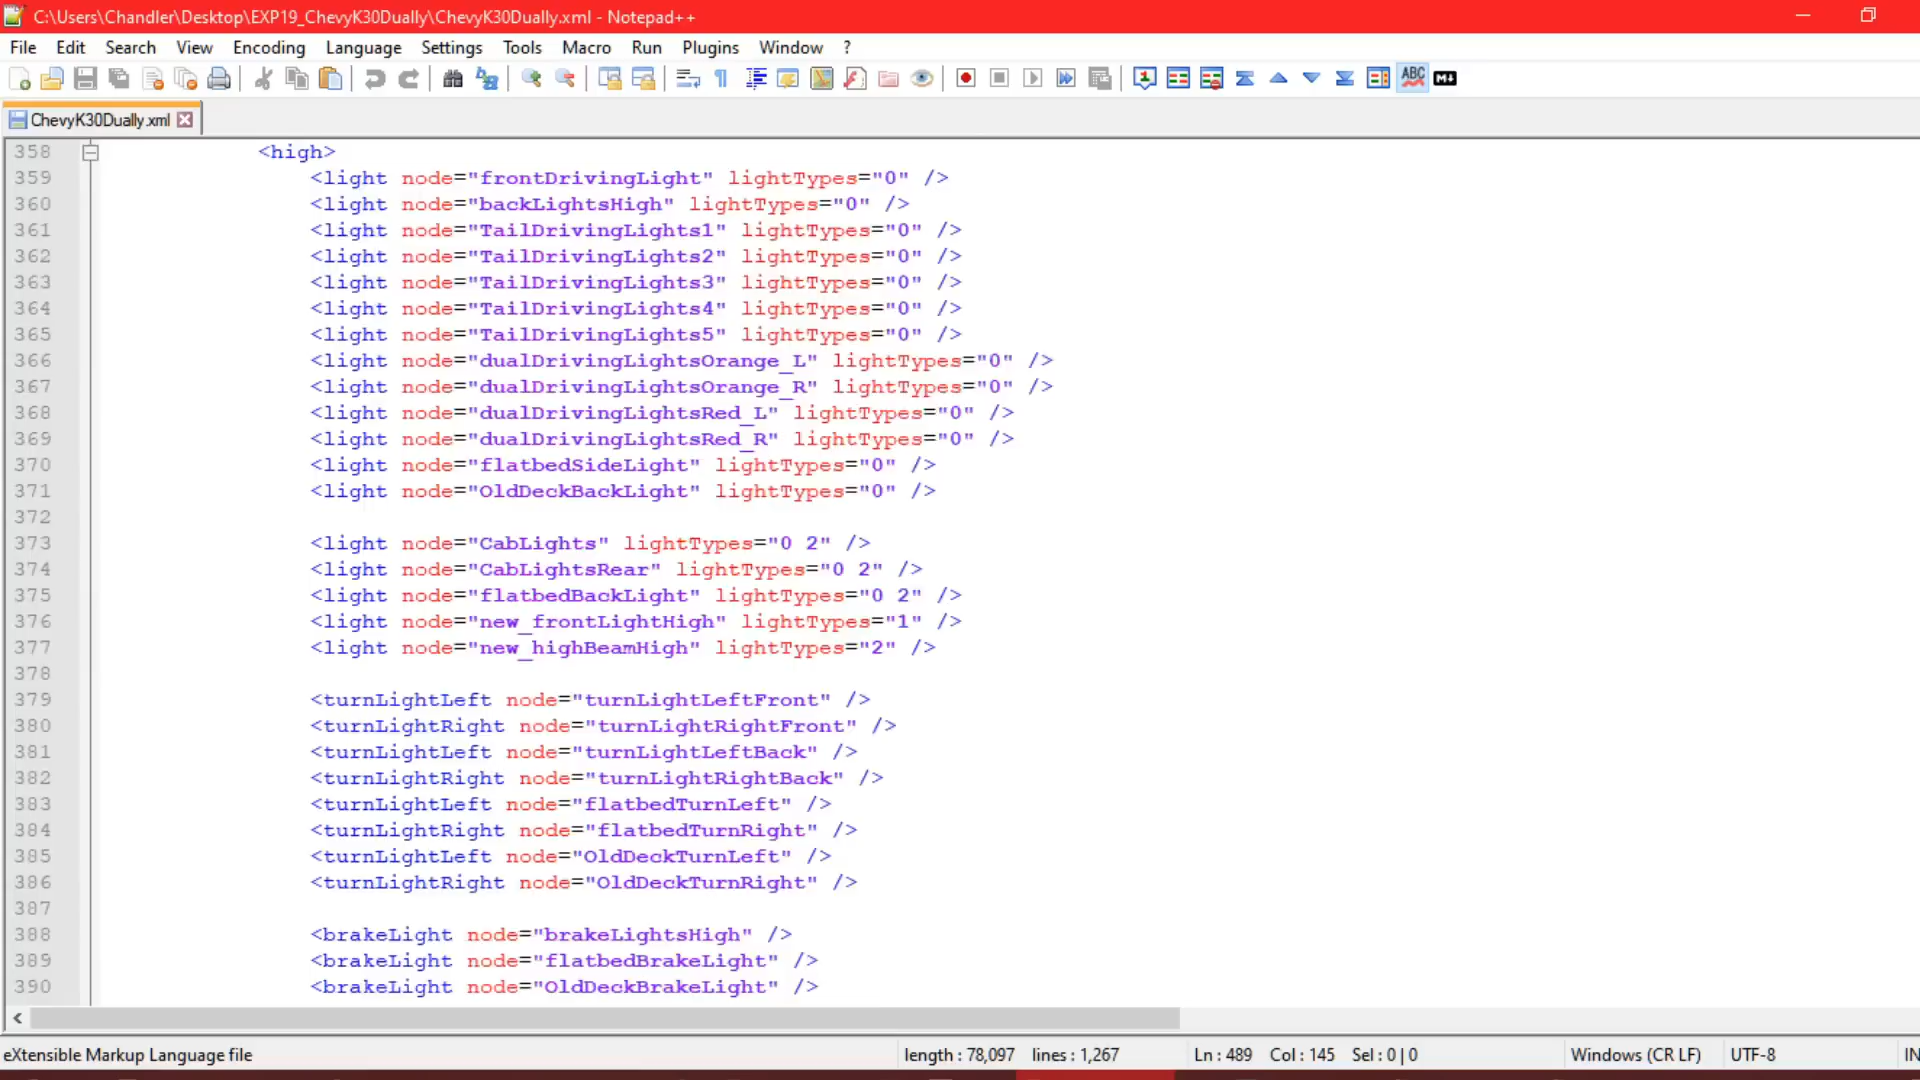 C:\Users\Chandler\Desktop\EXP19_ChevyK30Dually\ChevyK30Dually.xml - Notepad++
File Edit Search View Encoding Language Settings Tools Macro Run Plugins Window ?
ABC
ChevyK30Dually.xml
358 <high>
359 <light node="frontDrivingLight" lightTypes="0" />
360 <light node="backLightsHigh" lightTypes="0" />
361 <light node="TailDrivingLights1" lightTypes="0" />
362 <light node="TailDrivingLights2" lightTypes="0" />
363 <light node="TailDrivingLights3" lightTypes="0" />
364 <light node="TailDrivingLights4" lightTypes="0" />
365 <light node="TailDrivingLights5" lightTypes="0" />
366 <light node="dualDrivingLightsOrange_L" lightTypes="0" />
367 <light node="dualDrivingLightsOrange_R" lightTypes="0" />
368 <light node="dualDrivingLightsRed_L" lightTypes="0" />
369 <light node="dualDrivingLightsRed_R" lightTypes="0" />
370 <light node="flatbedSideLight" lightTypes="0" />
371 <light node="OldDeckBackLight" lightTypes="0" />
372
373 <light node="CabLights" lightTypes="0 2" />
374 <light node="CabLightsRear" lightTypes="0 2" />
375 <light node="flatbedBackLight" lightTypes="0 2" />
376 <light node="new_frontLightHigh" lightTypes="1" />
377 <light node="new_highBeamHigh" lightTypes="2" />
378
379 <turnLightLeft node="turnLightLeftFront" />
380 <turnLightRight node="turnLightRightFront" />
381 <turnLightLeft node="turnLightLeftBack" />
382 <turnLightRight node="turnLightRightBack" />
383 <turnLightLeft node="flatbedTurnLeft" />
384 <turnLightRight node="flatbedTurnRight" />
385 <turnLightLeft node="OldDeckTurnLeft" />
386 <turnLightRight node="OldDeckTurnRight" />
387
388 <brakeLight node="brakeLightsHigh" />
389 <brakeLight node="flatbedBrakeLight" />
390 <brakeLight node="OldDeckBrakeLight" />
eXtensible Markup Language file length : 78,097 lines : 1,267 Ln : 489 Col : 145 Sel : 0 | 0 Windows (CR LF) UTF-8 IN